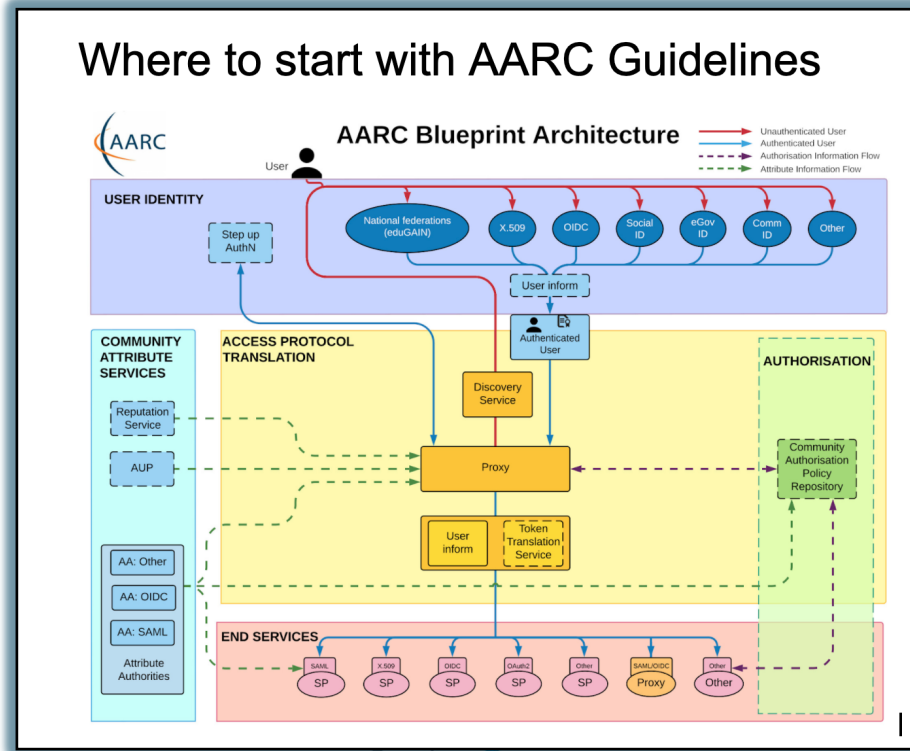 Where to start with AARC Guidelines
AARC
AARC Blueprint Architecture
Unauthenticated User
Authenticated User
Authorisation Information Flow
Attribute Information Flow
User
USER IDENTITY
Step up
AuthN
National federations
(eduGAIN)
X.509
OIDC
Social
ID
eGov
ID
Comm
ID
Other
User inform
Authenticated
User
COMMUNITY
ATTRIBUTE
SERVICES
ACCESS PROTOCOL
TRANSLATION
AUTHORISATION
Reputation
Service
AUP
Discovery
Service
Proxy
Community
Authorisation
Policy
Repository
User
inform
Token
Translation
Service
AA: Other
AA: OIDC
AA: SAML
Attribute
Authorities
END SERVICES
SAML
SP
X.509
SP
OIDC
SP
OAuth2
SP
Other
SP
SAML/OIDC
Proxy
Other
Other